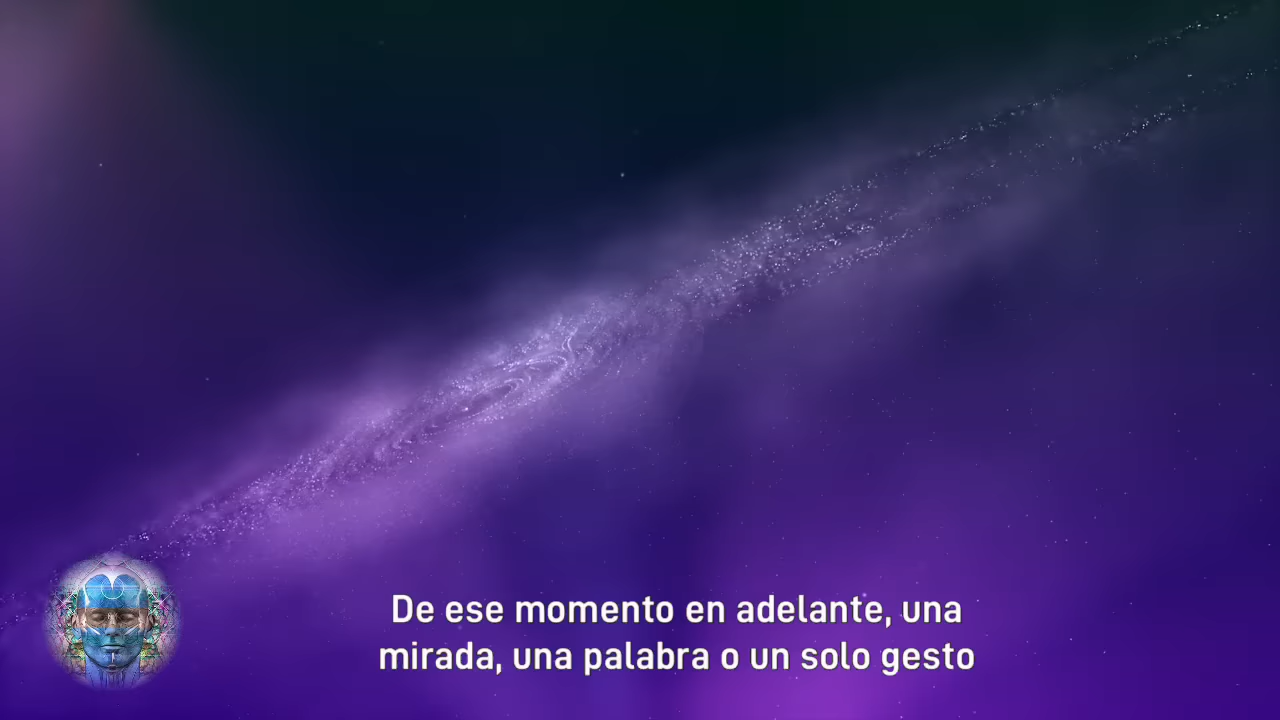 De ese momento en adelante, una
mirada, una palabra o un solo gesto